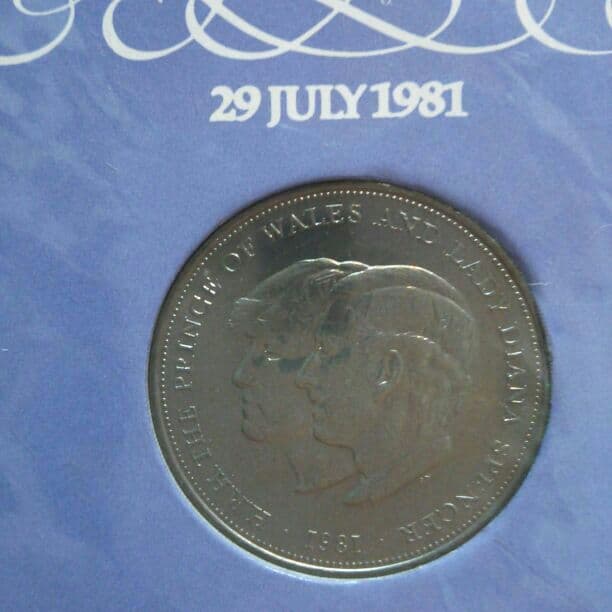 29 JULY 1981
H.R.H. THE PRINCE OF WALES AND LADY DIANA SPENCER
· 1981 ·